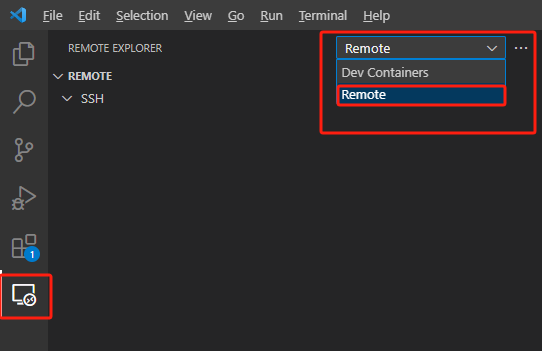 File Edit Selection View Go Run Terminal Help
REMOTE EXPLORER
Remote
Dev Containers
Remote
REMOTE
SSH
1